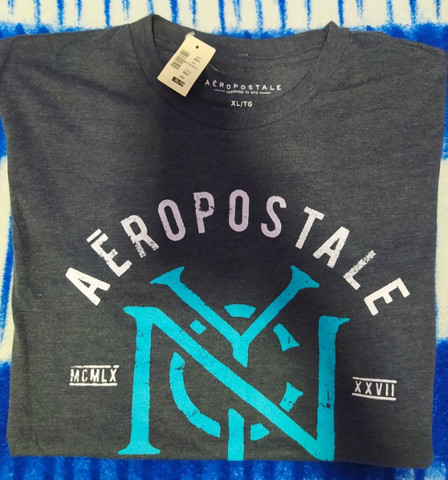 AÉROPOSTALE
XL/TG
AÉROPOSTALE
NYC
MCMLX
XXVII